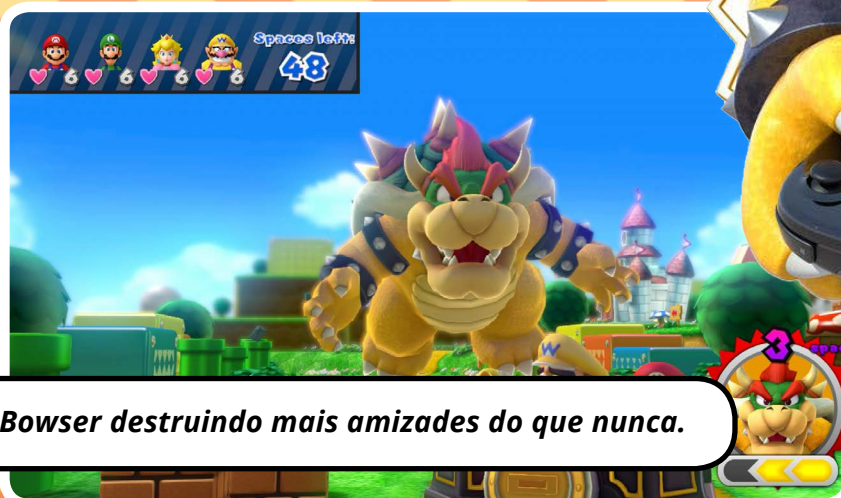 Spaces left:
48
6 6 6 6
W
3
Bowser destruindo mais amizades do que nunca.